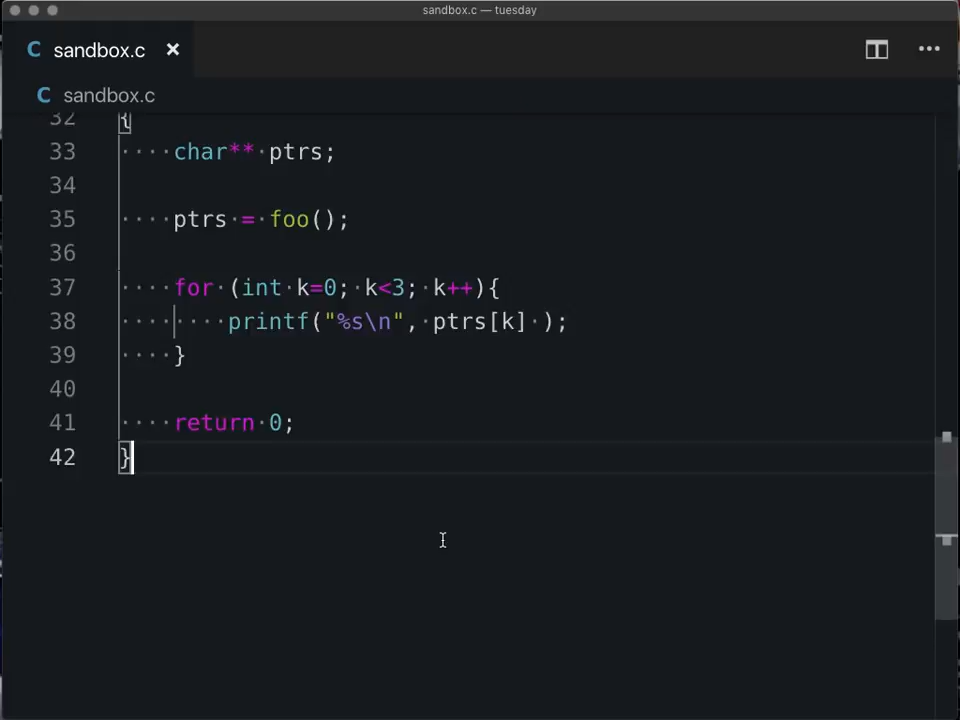 sandbox.c — tuesday
C sandbox.c ×
C sandbox.c
32 {
33 char** ptrs;
34
35 ptrs = foo();
36
37 for (int k=0; k<3; k++){
38 printf("%s\n", ptrs[k] );
39 }
40
41 return 0;
42 }